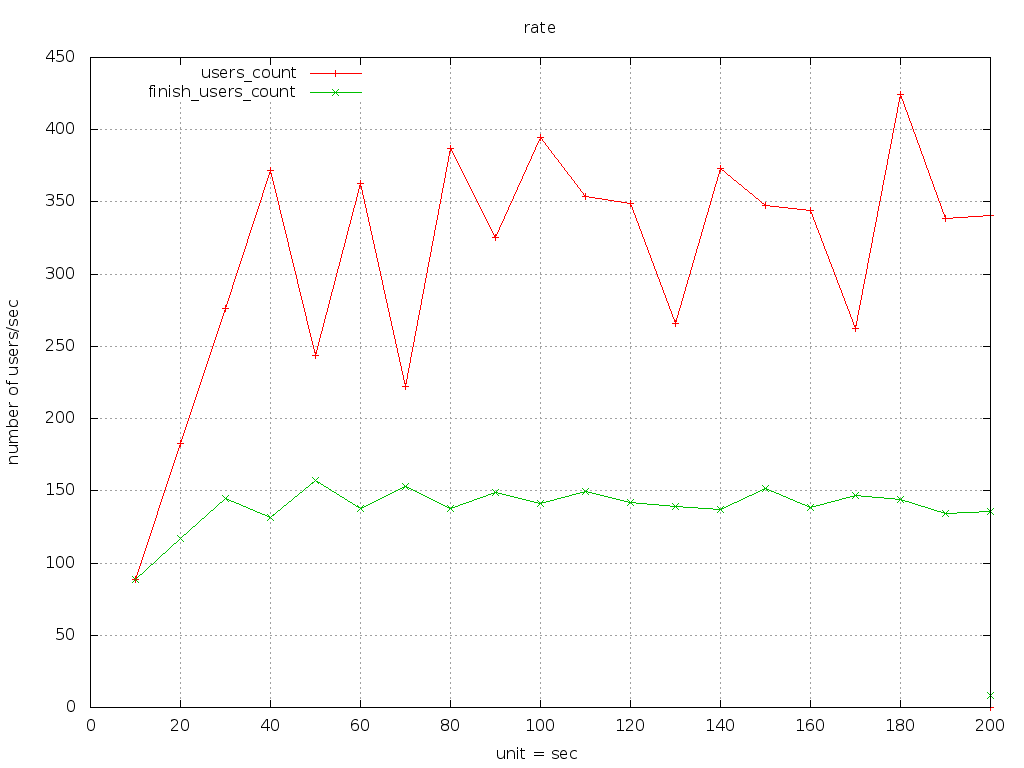 rate
450
400
350
300
250
200
150
100
50
0
users_count
finish_users_count
number of users/sec
0 20 40 60 80 100 120 140 160 180 200
unit = sec